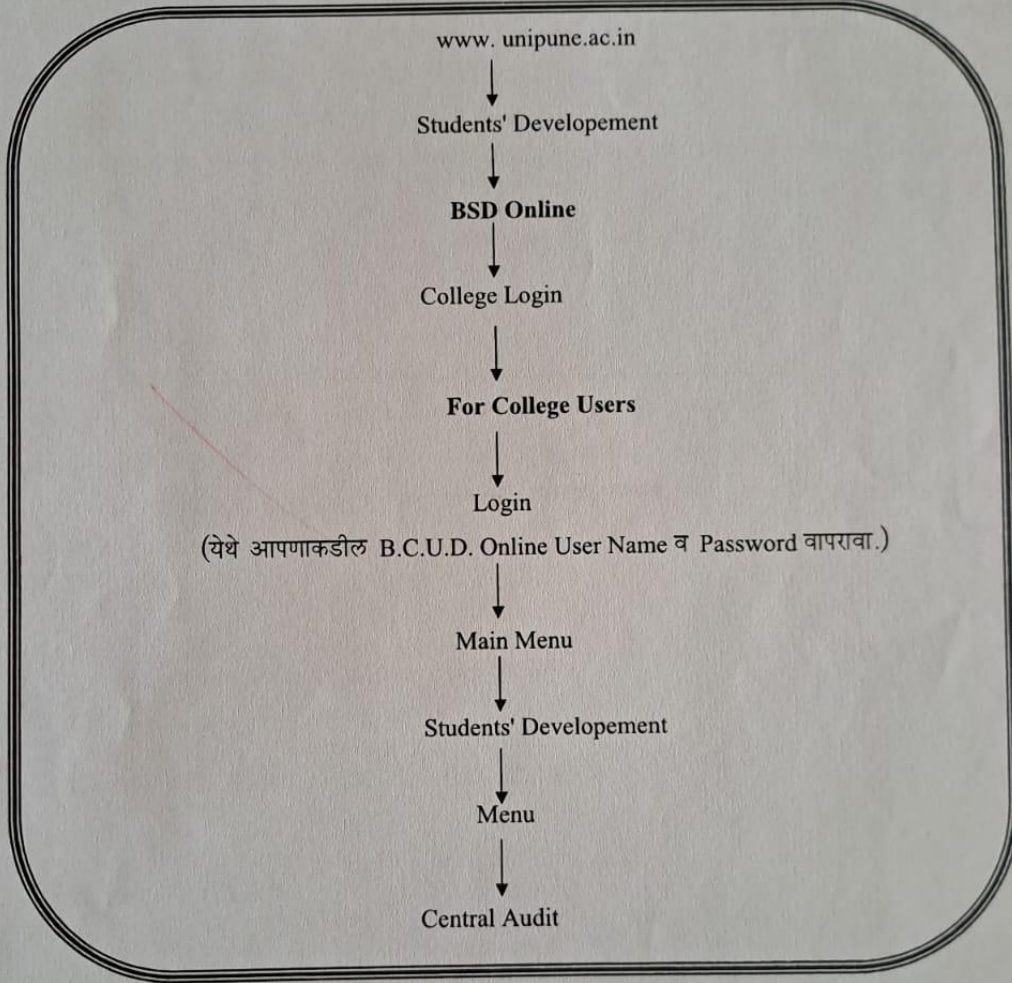 www. unipune.ac.in
Students' Developement
BSD Online
College Login
For College Users
Login
(येथे आपणाकडील B.C.U.D. Online User Name व Password वापरावा.)
Main Menu
Students' Developement
Menu
Central Audit